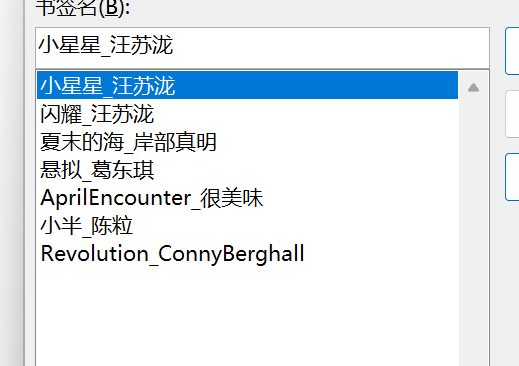 书签名(B):
小星星_汪苏泷
小星星_汪苏泷
闪耀_汪苏泷
夏末的海_岸部真明
悬拟_葛东琪
AprilEncounter_很美味
小半_陈粒
Revolution_ConnyBerghall